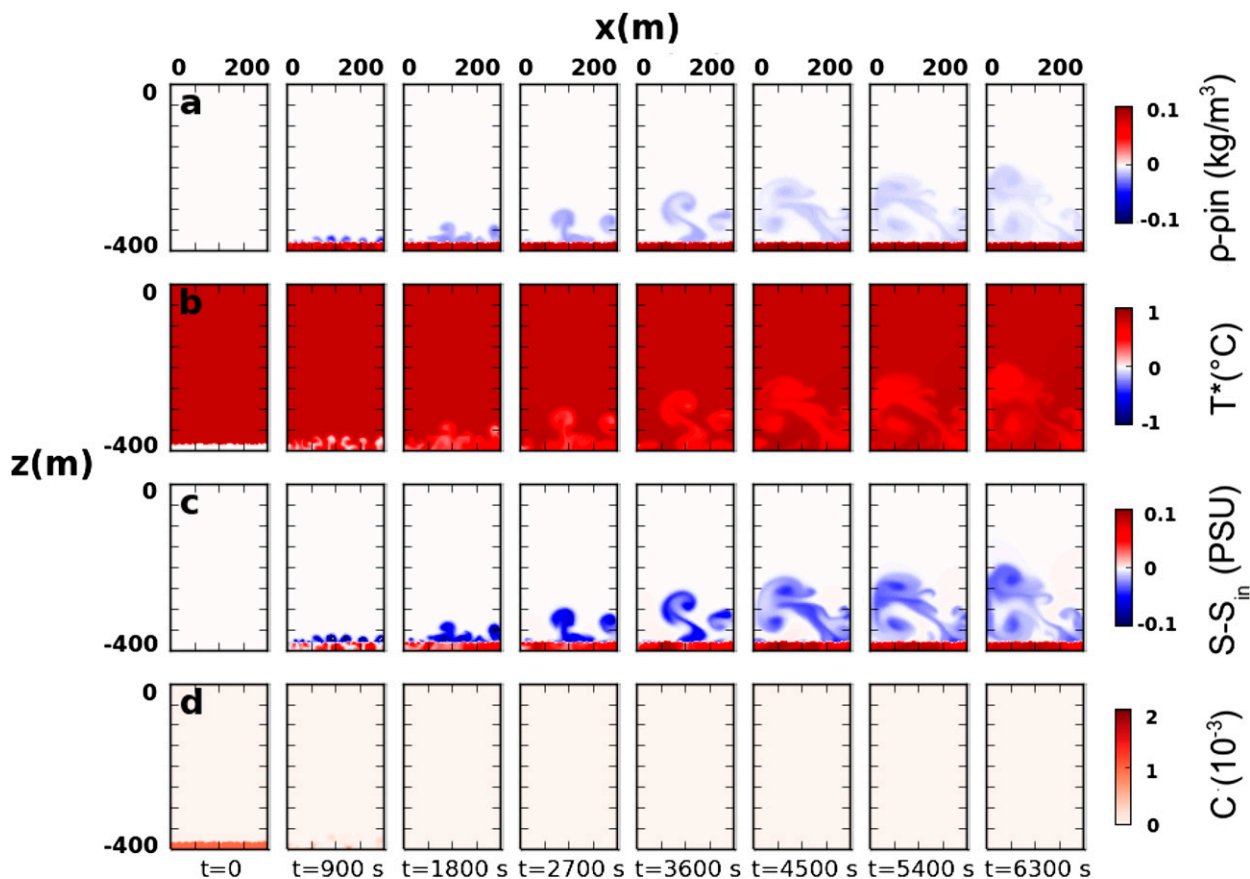 x(m)
0 200 0 200 0 200 0 200 0 200 0 200 0 200 0 200
a
0
-400
0.1
0
-0.1
ρ-ρin (kg/m³)
b
0
-400
1
0
-1
T*(°C)
z(m)
c
0
-400
0.1
0
-0.1
S-S_in (PSU)
d
0
-400
2
1
0
C (10⁻³)
t=0 t=900 s t=1800 s t=2700 s t=3600 s t=4500 s t=5400 s t=6300 s